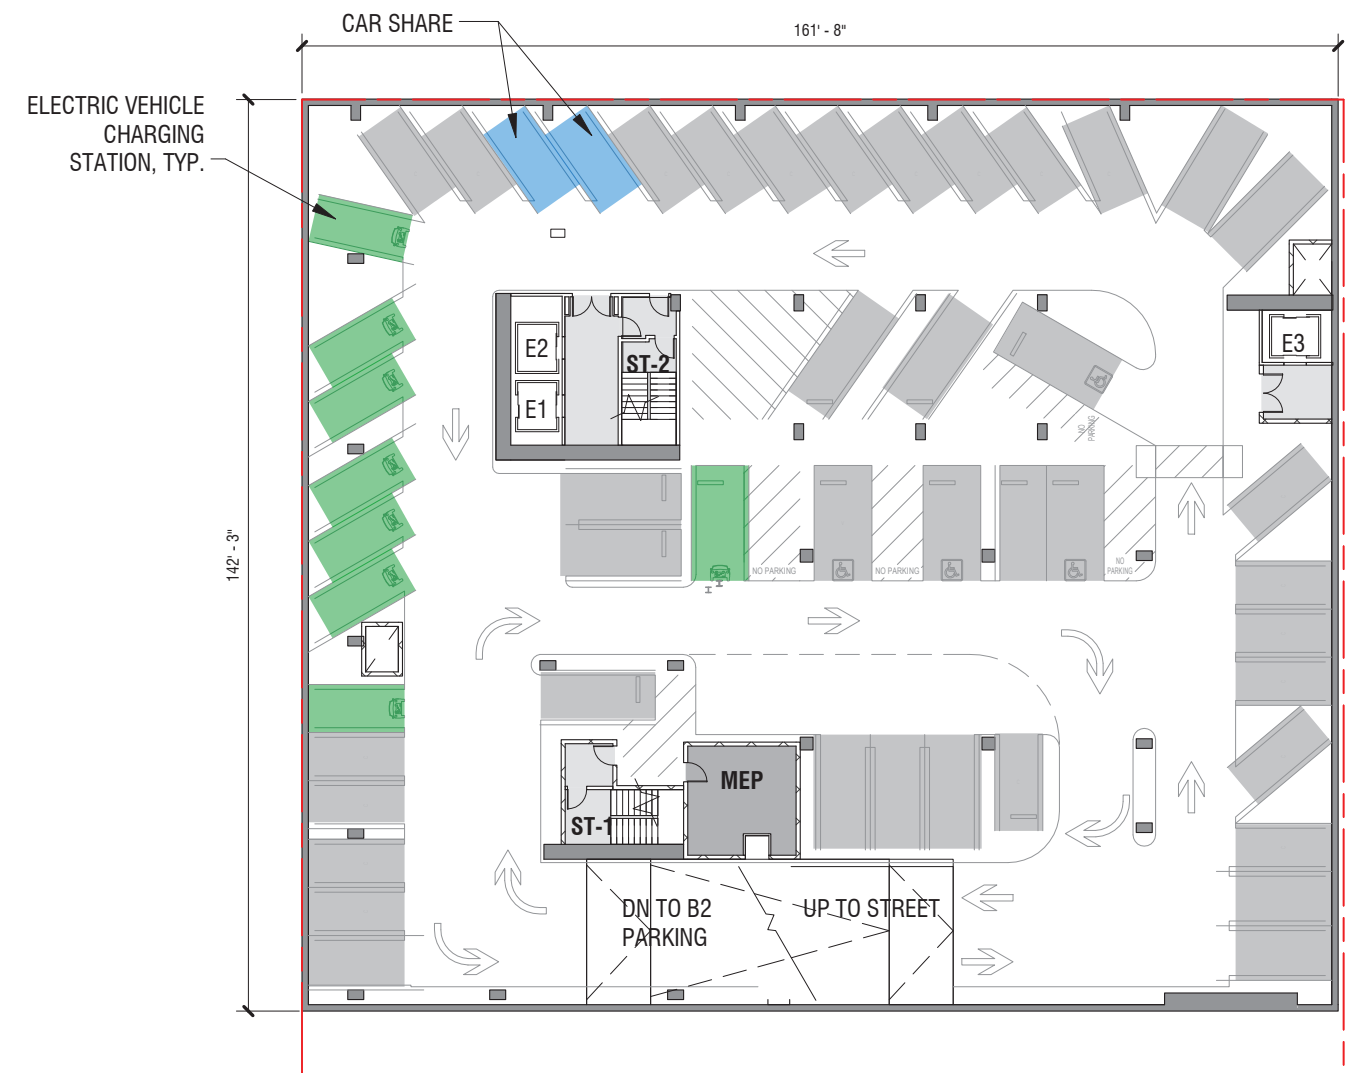 CAR SHARE
161' - 8"
ELECTRIC VEHICLE
CHARGING
STATION, TYP.
E2
ST-2
E3
E1
NO
PARKING
142' - 3"
NO PARKING
NO PARKING
NO
PARKING
MEP
ST-1
DN TO B2
PARKING
UP TO STREET